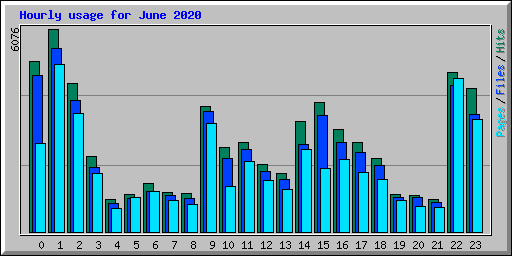 Hourly usage for June 2020
6076
Pages/Files/Hits
0 1 2 3 4 5 6 7 8 9 10 11 12 13 14 15 16 17 18 19 20 21 22 23